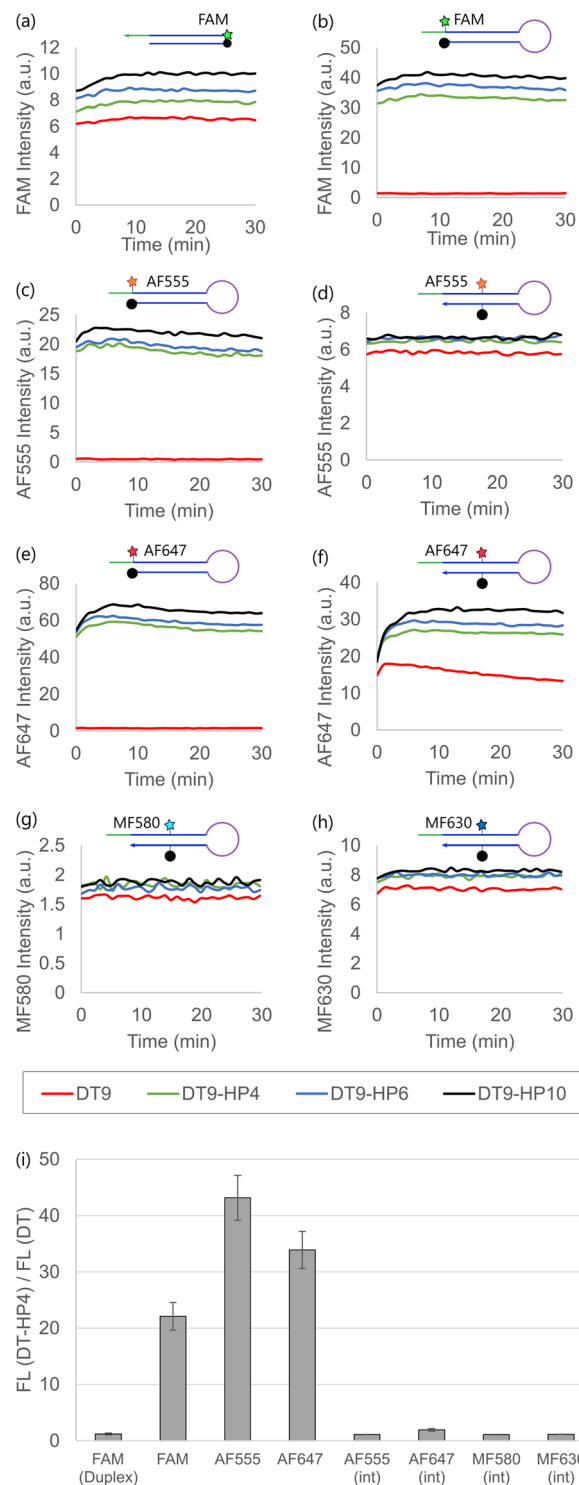 (a)
FAM
FAM Intensity (a.u.)
12
10
8
6
4
2
0
0 10 20 30
Time (min)
(b)
FAM
FAM Intensity (a.u.)
50
40
30
20
10
0
0 10 20 30
Time (min)
(c)
AF555
AF555 Intensity (a.u.)
25
20
15
10
5
0
0 10 20 30
Time (min)
(d)
AF555
AF555 Intensity (a.u.)
8
6
4
2
0
0 10 20 30
Time (min)
(e)
AF647
AF647 Intensity (a.u.)
80
60
40
20
0
0 10 20 30
Time (min)
(f)
AF647
AF647 Intensity (a.u.)
40
30
20
10
0
0 10 20 30
Time (min)
(g)
MF580
MF580 Intensity (a.u.)
2.5
2
1.5
1
0.5
0
0 10 20 30
Time (min)
(h)
MF630
MF630 Intensity (a.u.)
10
8
6
4
2
0
0 10 20 30
Time (min)
DT9 DT9-HP4 DT9-HP6 DT9-HP10
(i)
FL (DT-HP4) / FL (DT)
50
40
30
20
10
0
FAM FAM AF555 AF647 AF555 AF647 MF580 MF630
(Duplex) (int) (int) (int) (int)